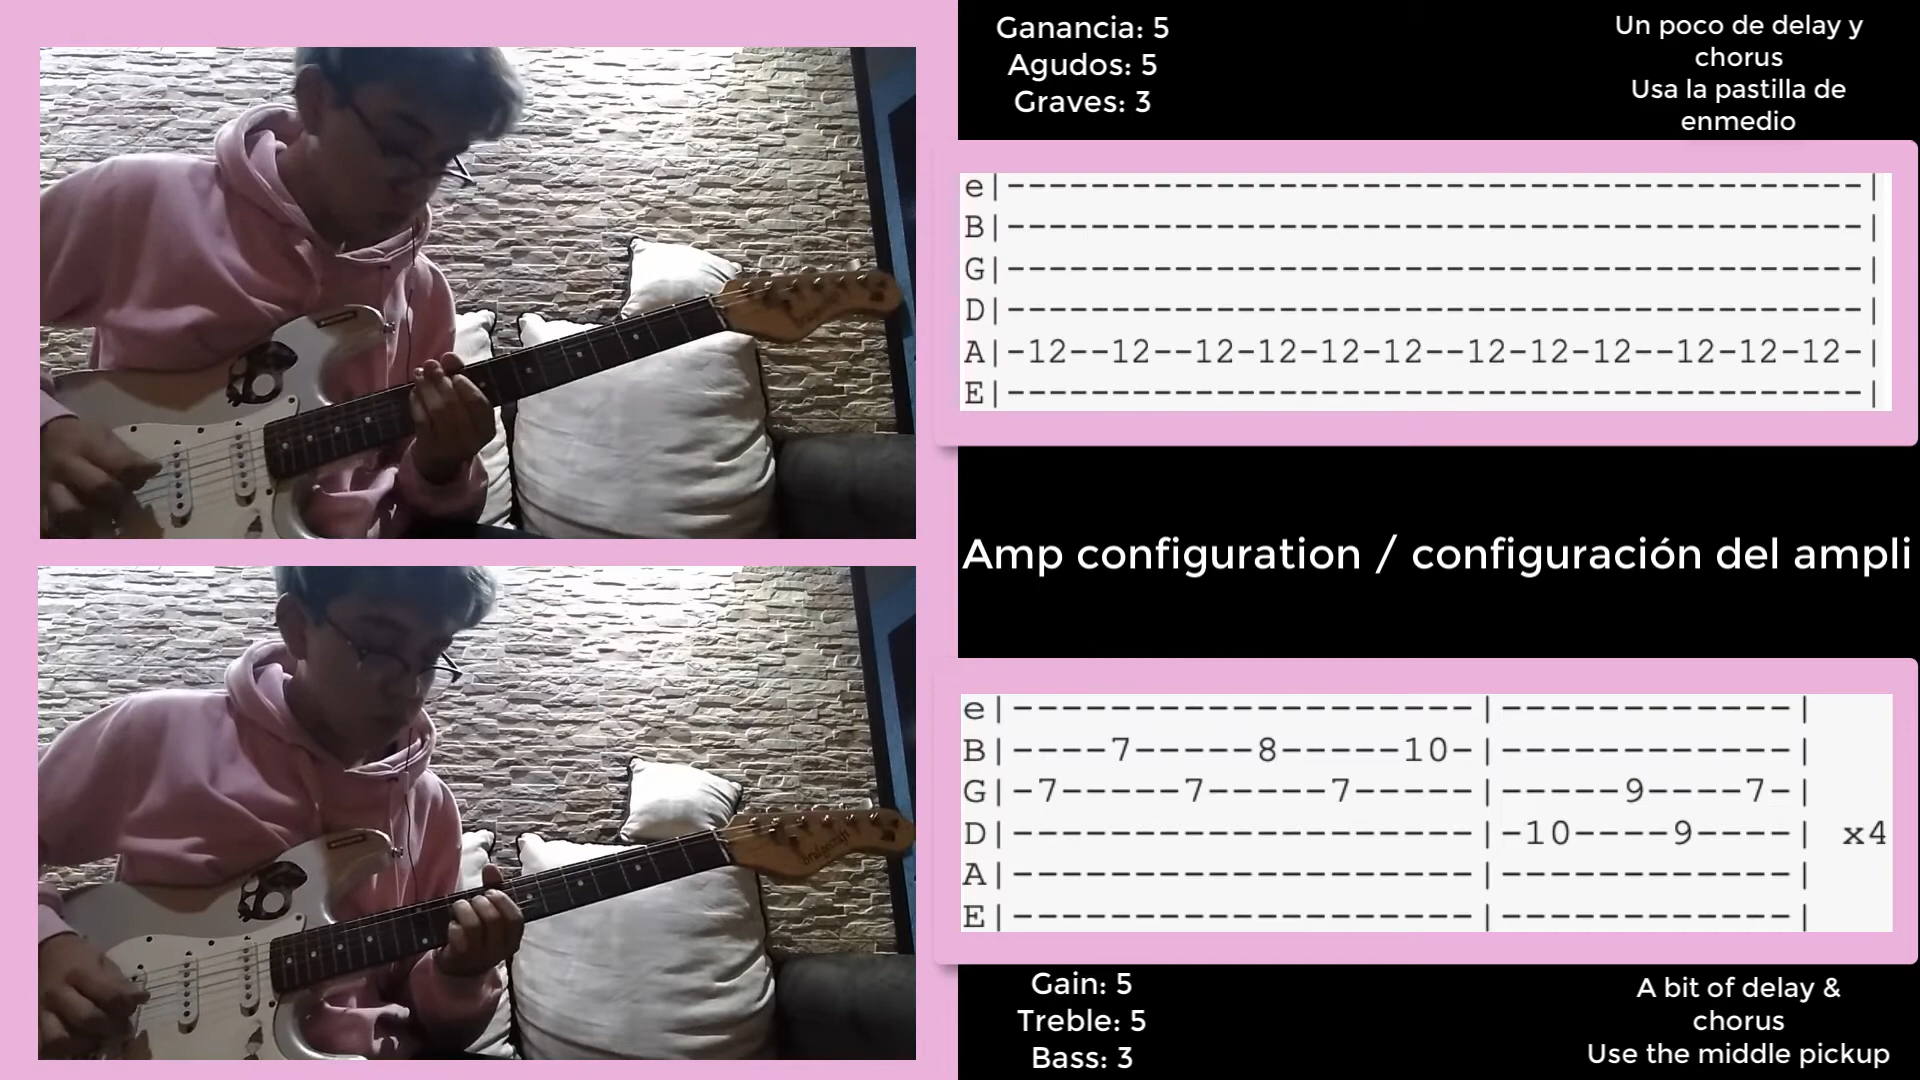 Ganancia: 5
Agudos: 5
Graves: 3
Un poco de delay y
chorus
Usa la pastilla de
enmedio
e|-----------------------------------------|
B|-----------------------------------------|
G|-----------------------------------------|
D|-----------------------------------------|
A|-12--12--12-12-12-12--12-12-12--12-12-12-|
E|-----------------------------------------|
Amp configuration / configuración del ampli
e|-------------------|------------|
B|----7-----8-----10-|------------|
G|-7-----7-----7-----|-----9----7-|
D|-------------------|-10----9----| x4
A|-------------------|------------|
E|-------------------|------------|
Gain: 5
Treble: 5
Bass: 3
A bit of delay &
chorus
Use the middle pickup